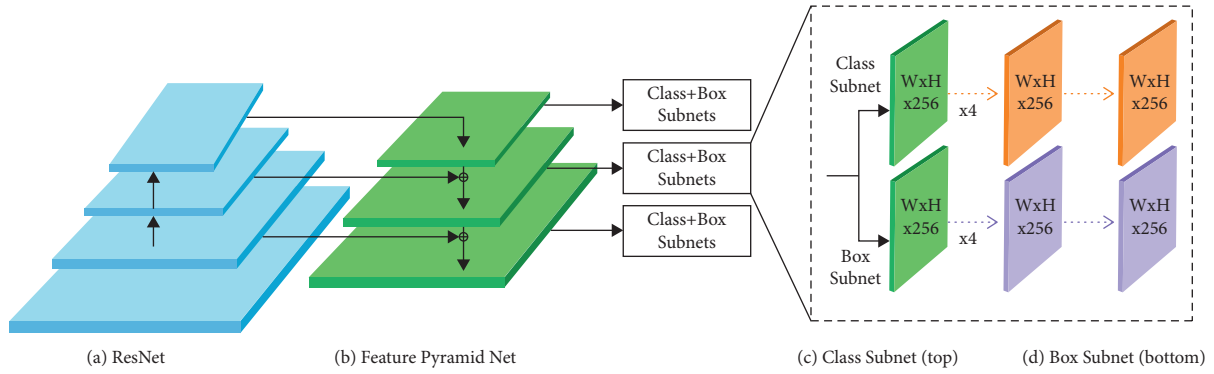 Class+Box
Subnets
Class+Box
Subnets
Class+Box
Subnets
Class
Subnet
WxH
x256
x4
WxH
x256
WxH
x256
Box
Subnet
WxH
x256
x4
WxH
x256
WxH
x256
(a) ResNet
(b) Feature Pyramid Net
(c) Class Subnet (top)
(d) Box Subnet (bottom)